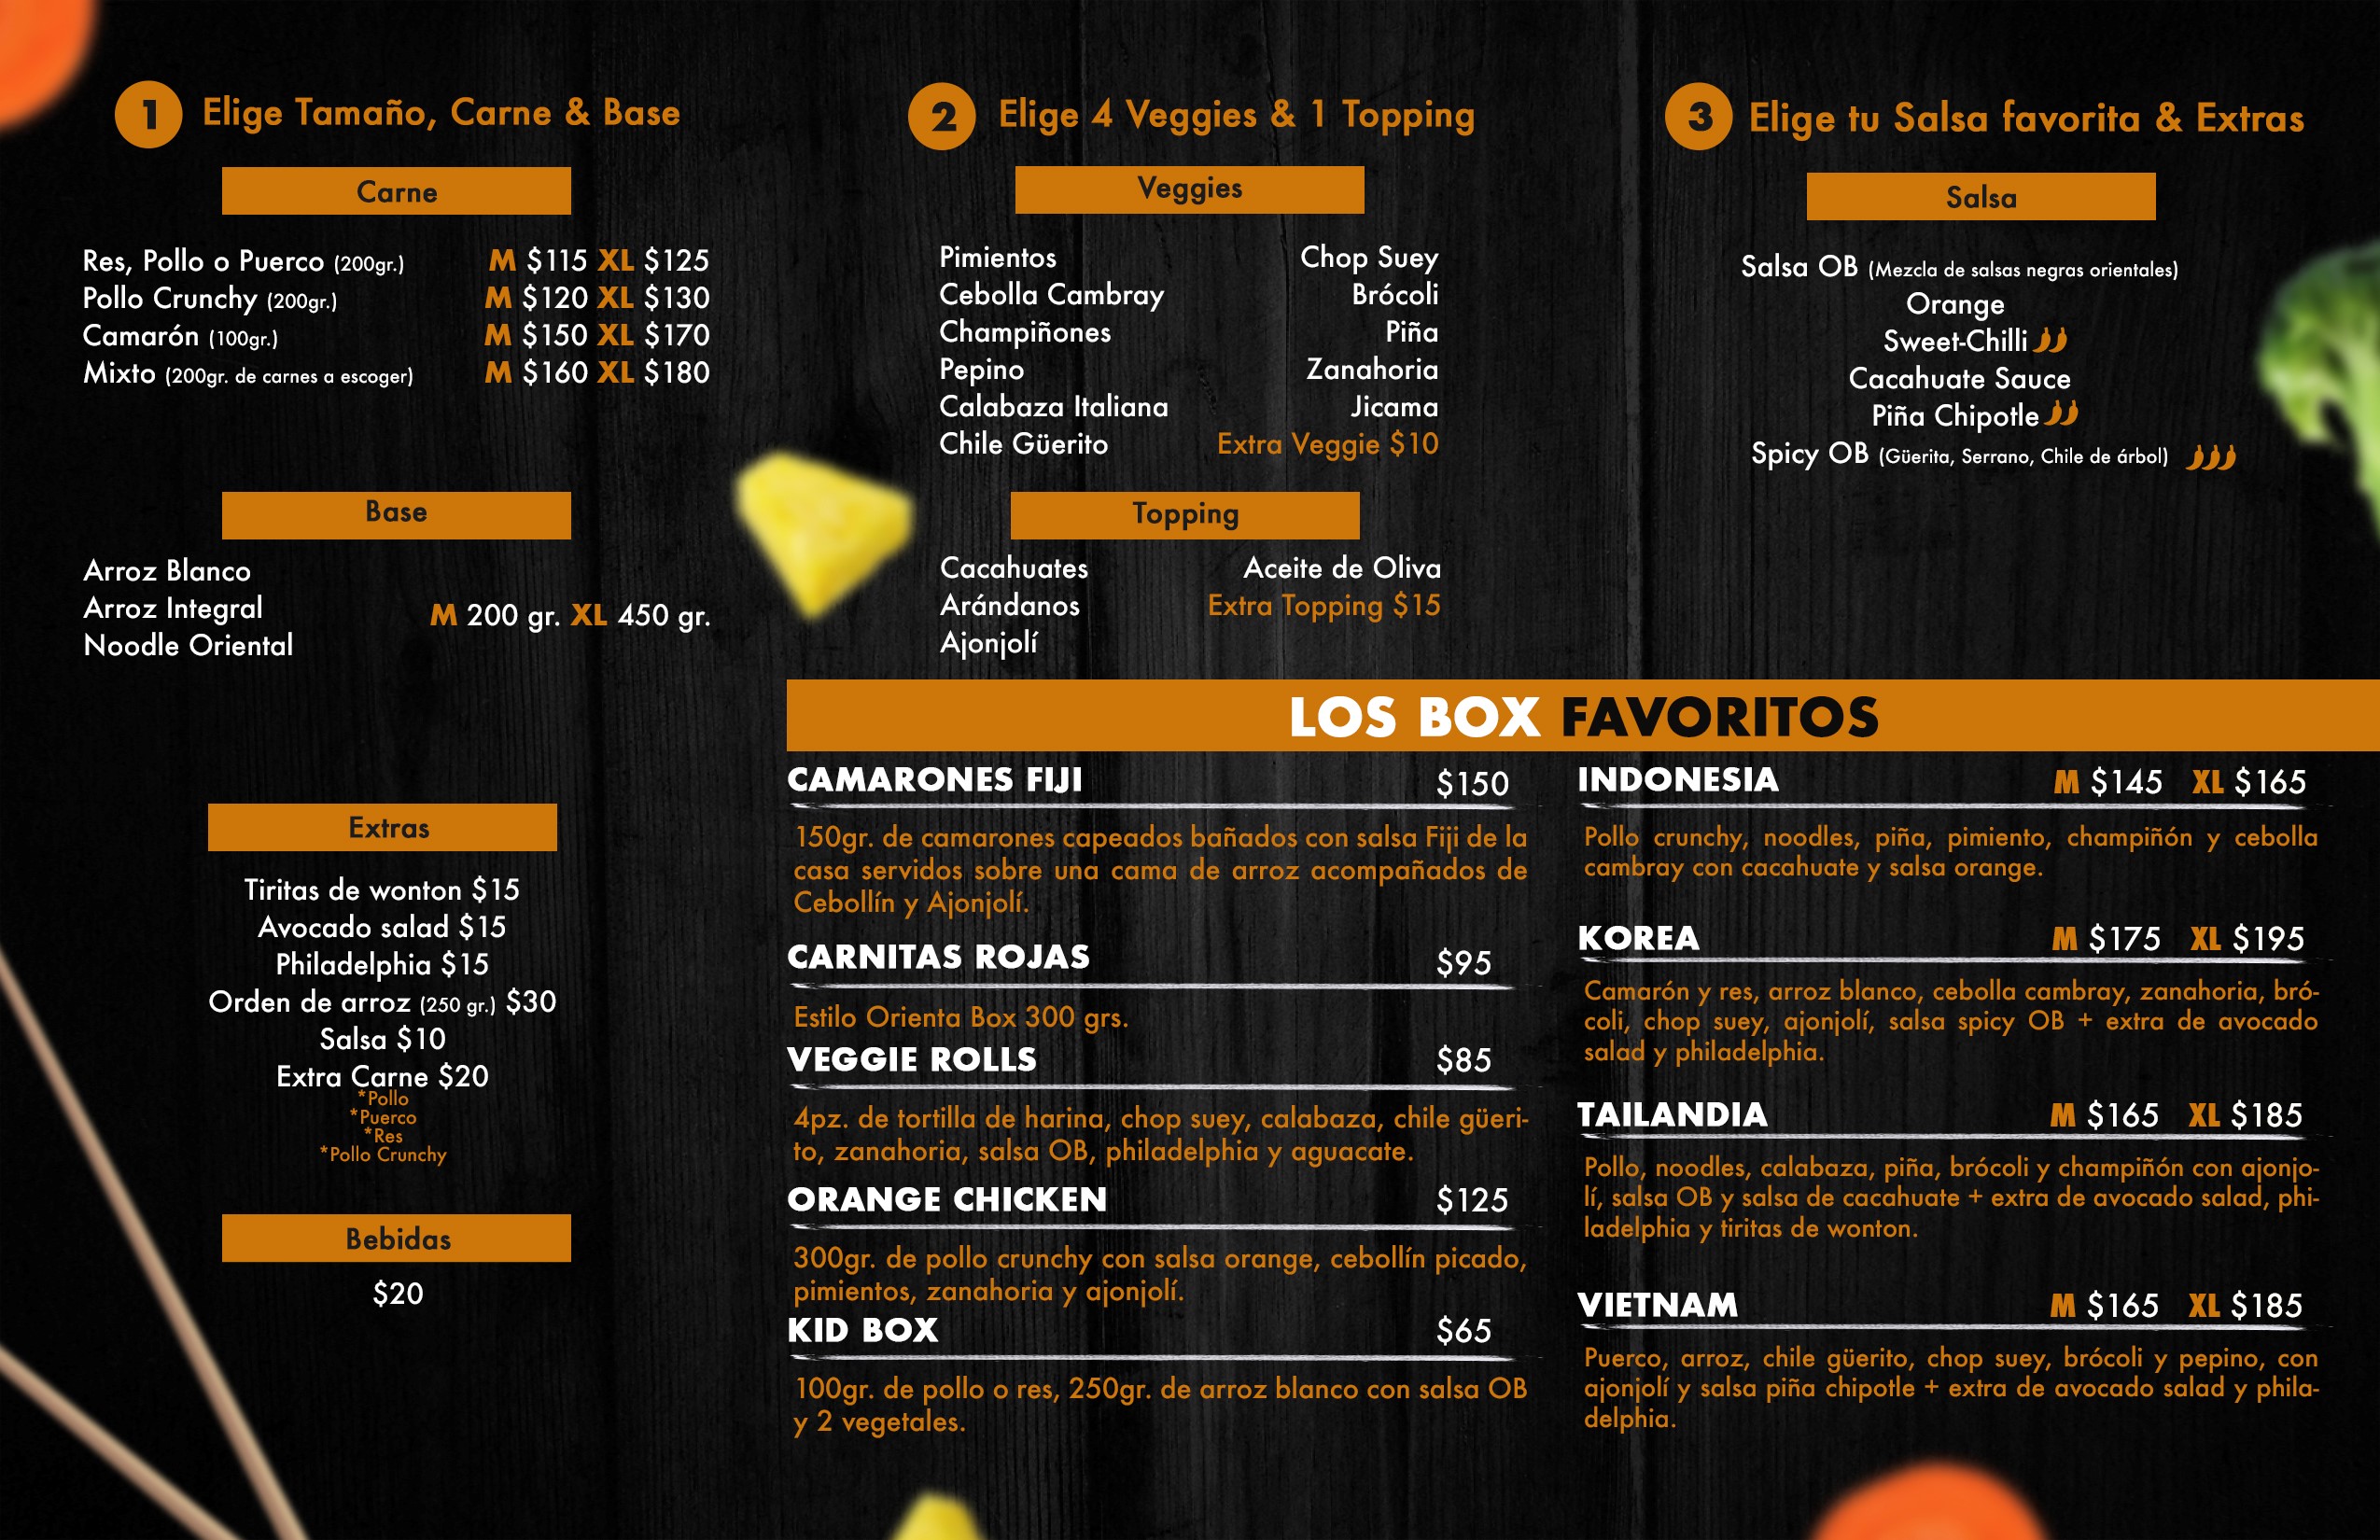 1 Elige Tamaño, Carne & Base
Carne
Res, Pollo o Puerco (200gr.) M $115 XL $125
Pollo Crunchy (200gr.) M $120 XL $130
Camarón (100gr.) M $150 XL $170
Mixto (200gr. de carnes a escoger) M $160 XL $180
Base
Arroz Blanco
Arroz Integral
Noodle Oriental
M 200 gr. XL 450 gr.
Extras
Tiritas de wonton $15
Avocado salad $15
Philadelphia $15
Orden de arroz (250 gr.) $30
Salsa $10
Extra Carne $20
*Pollo
*Puerco
*Res
*Pollo Crunchy
Bebidas
$20
2 Elige 4 Veggies & 1 Topping
Veggies
Pimientos Chop Suey
Cebolla Cambray Brócoli
Champiñones Piña
Pepino Zanahoria
Calabaza Italiana Jicama
Chile Güerito Extra Veggie $10
Topping
Cacahuates Aceite de Oliva
Arándanos Extra Topping $15
Ajonjolí
3 Elige tu Salsa favorita & Extras
Salsa
Salsa OB (Mezcla de salsas negras orientales)
Orange
Sweet-Chilli
Cacahuate Sauce
Piña Chipotle
Spicy OB (Güerita, Serrano, Chile de árbol)
LOS BOX FAVORITOS
CAMARONES FIJI $150
150gr. de camarones capeados bañados con salsa Fiji de la
casa servidos sobre una cama de arroz acompañados de
Cebollín y Ajonjolí.
CARNITAS ROJAS $95
Estilo Orienta Box 300 grs.
VEGGIE ROLLS $85
4pz. de tortilla de harina, chop suey, calabaza, chile güeri-
to, zanahoria, salsa OB, philadelphia y aguacate.
ORANGE CHICKEN $125
300gr. de pollo crunchy con salsa orange, cebollín picado,
pimientos, zanahoria y ajonjolí.
KID BOX $65
100gr. de pollo o res, 250gr. de arroz blanco con salsa OB
y 2 vegetales.
INDONESIA M $145 XL $165
Pollo crunchy, noodles, piña, pimiento, champiñón y cebolla
cambray con cacahuate y salsa orange.
KOREA M $175 XL $195
Camarón y res, arroz blanco, cebolla cambray, zanahoria, bró-
coli, chop suey, ajonjolí, salsa spicy OB + extra de avocado
salad y philadelphia.
TAILANDIA M $165 XL $185
Pollo, noodles, calabaza, piña, brócoli y champiñón con ajonjo-
lí, salsa OB y salsa de cacahuate + extra de avocado salad, phi-
ladelphia y tiritas de wonton.
VIETNAM M $165 XL $185
Puerco, arroz, chile güerito, chop suey, brócoli y pepino, con
ajonjolí y salsa piña chipotle + extra de avocado salad y phila-
delphia.